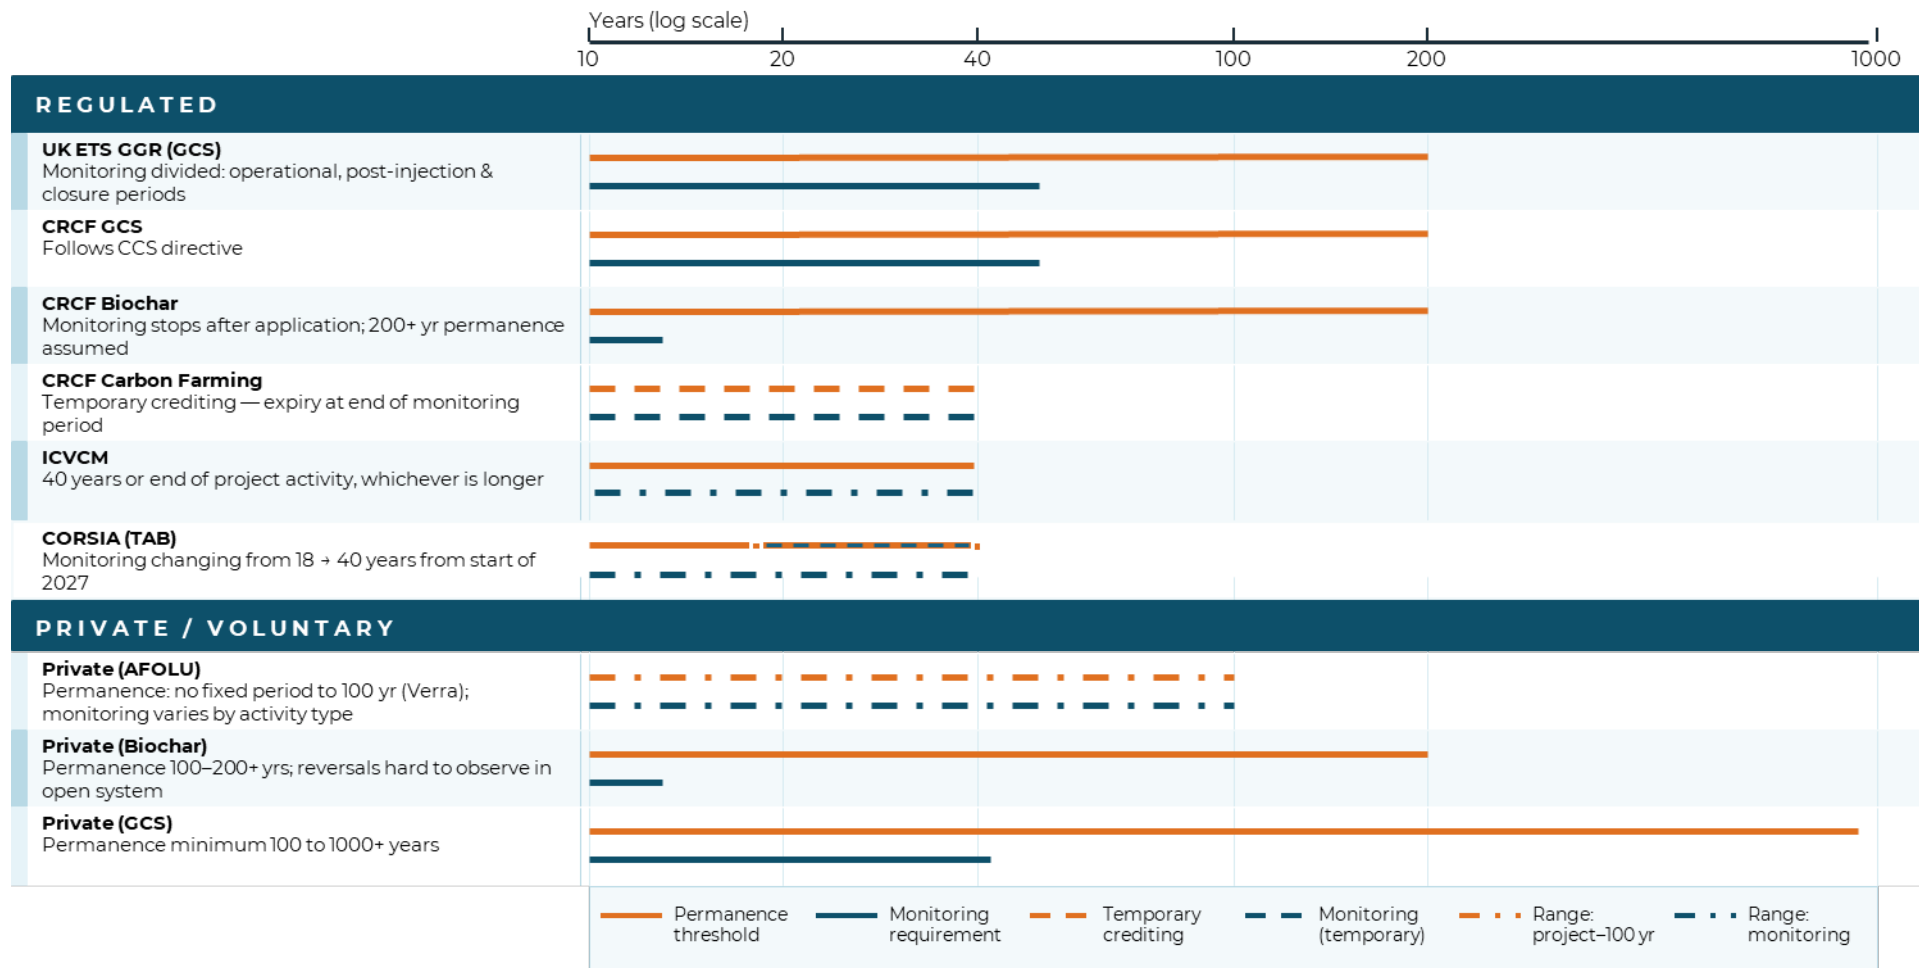 Years (log scale)
10 20 40 100 200 1000
REGULATED
UK ETS GGR (GCS)
Monitoring divided: operational, post-injection &
closure periods
CRCF GCS
Follows CCS directive
CRCF Biochar
Monitoring stops after application; 200+ yr permanence
assumed
CRCF Carbon Farming
Temporary crediting — expiry at end of monitoring
period
ICVCM
40 years or end of project activity, whichever is longer
CORSIA (TAB)
Monitoring changing from 18 → 40 years from start of
2027
PRIVATE / VOLUNTARY
Private (AFOLU)
Permanence: no fixed period to 100 yr (Verra);
monitoring varies by activity type
Private (Biochar)
Permanence 100–200+ yrs; reversals hard to observe in
open system
Private (GCS)
Permanence minimum 100 to 1000+ years
Permanence
threshold
Monitoring
requirement
Temporary
crediting
Monitoring
(temporary)
Range:
project–100 yr
Range:
monitoring